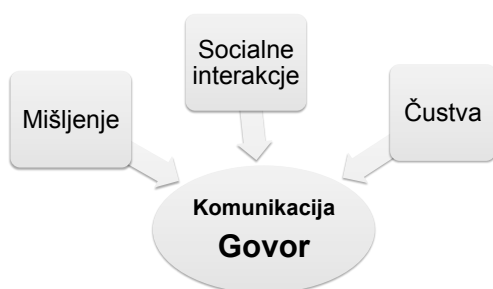 Mišljenje
Socialne
interakcje
Čustva
Komunikacija
Govor